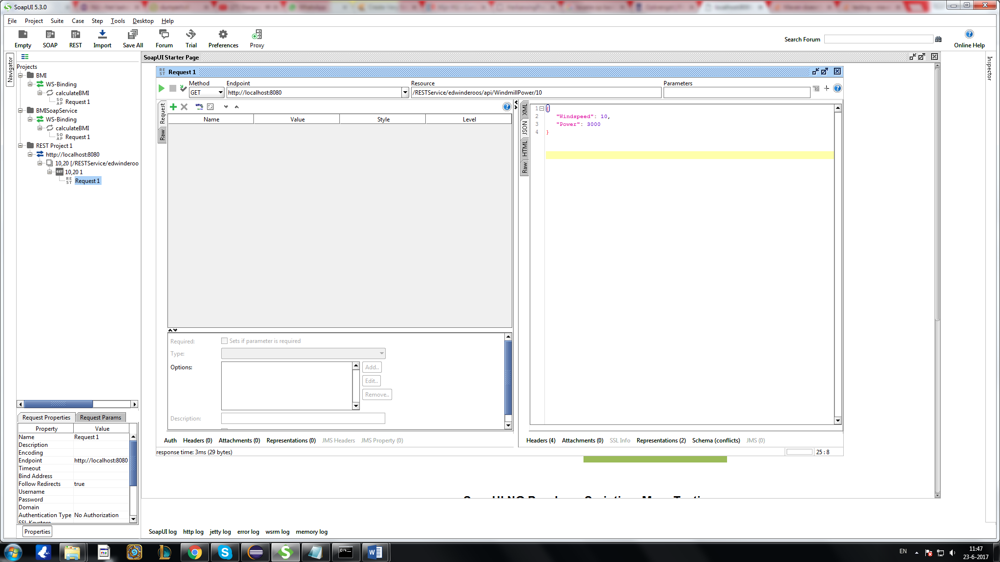 SoapUI 5.3.0
File Project Suite Case Step Tools Desktop Help
Empty SOAP REST Import Save All Forum Trial Preferences Proxy
Search Forum
Online Help
Navigator
Projects
BMI
WS-Binding
calculateBMI
Request 1
BMISoapService
WS-Binding
calculateBMI
Request 1
REST Project 1
http://localhost:8080
10,20 [/RESTService/edwinderoo
10,20 1
Request 1
SoapUI Starter Page
Inspector
Request 1
Method Endpoint Resource Parameters
GET http://localhost:8080 /RESTService/edwinderoos/api/WindmillPower/10
Request
Raw
Name Value Style Level
XML
JSON
HTML
Raw
1 {
2 "Windspeed": 10,
3 "Power": 3000
4 }
Required: Sets if parameter is required
Type:
Options:
Add..
Edit..
Remove..
Description:
Auth Headers (0) Attachments (0) Representations (0) JMS Headers JMS Property (0)
Headers (4) Attachments (0) SSL Info Representations (2) Schema (conflicts) JMS (0)
response time: 3ms (29 bytes)
25 : 8
Request Properties Request Params
Property Value
Name Request 1
Description
Encoding
Endpoint http://localhost:8080
Timeout
Bind Address
Follow Redirects true
Username
Password
Domain
Authentication Type No Authorization
SSL Keystore
Properties
SoapUI log http log jetty log error log wsrm log memory log
EN
11:47
23-6-2017